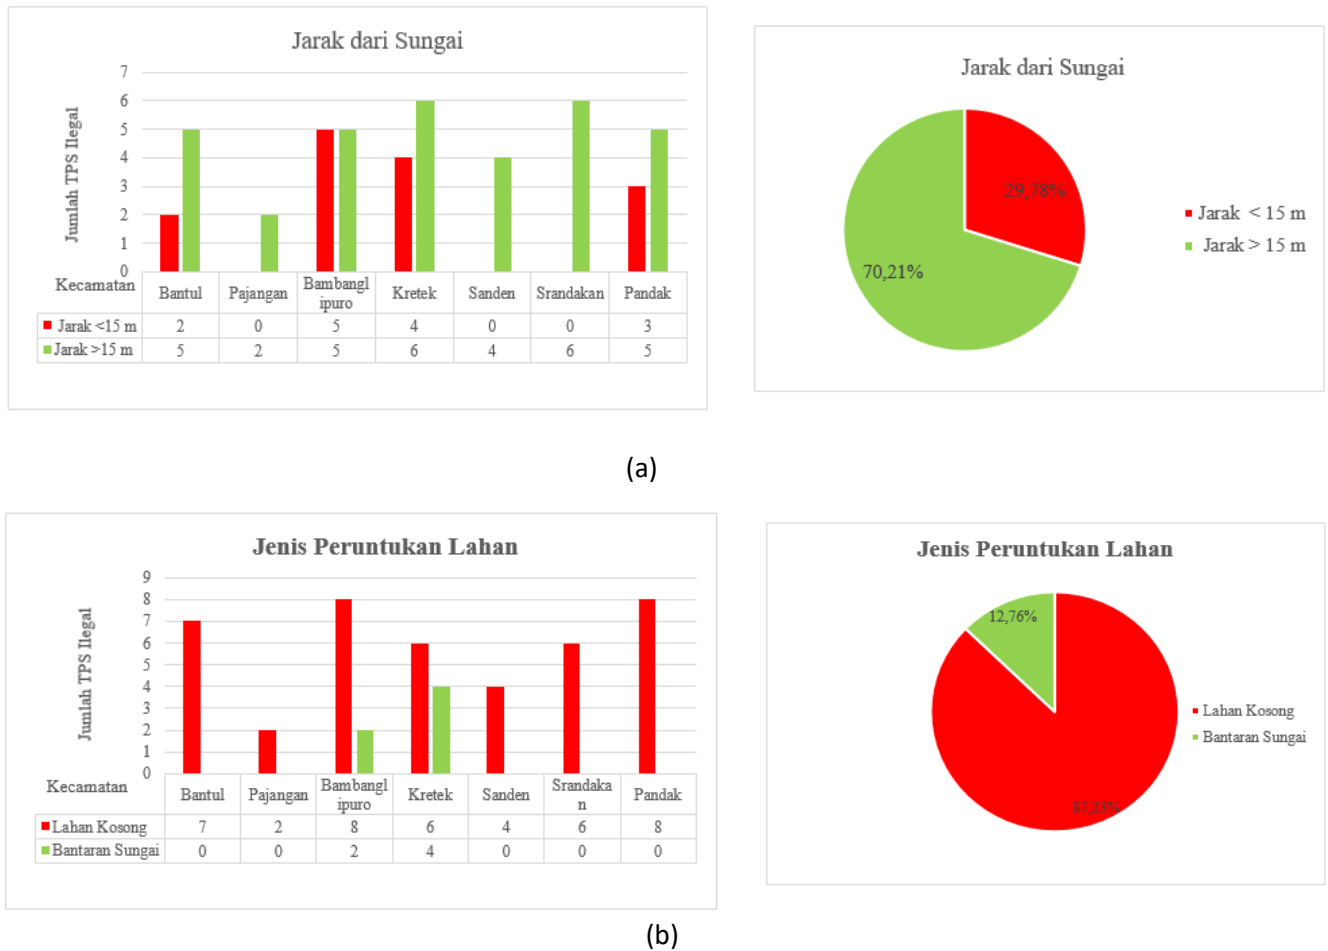 Jarak dari Sungai
Jumlah TPS Ilegal
7
6
5
4
3
2
1
0
Kecamatan
Bantul Pajangan Bambangl ipuro Kretek Sanden Srandakan Pandak
Jarak <15 m 2 0 5 4 0 0 3
Jarak >15 m 5 2 5 6 4 6 5
Jarak dari Sungai
29,78%
70,21%
Jarak < 15 m
Jarak > 15 m
(a)
Jenis Peruntukan Lahan
Jumlah TPS Ilegal
9
8
7
6
5
4
3
2
1
0
Kecamatan
Bantul Pajangan Bambangl ipuro Kretek Sanden Srandaka n Pandak
Lahan Kosong 7 2 8 6 4 6 8
Bantaran Sungai 0 0 2 4 0 0 0
Jenis Peruntukan Lahan
12,76%
87,23%
Lahan Kosong
Bantaran Sungai
(b)